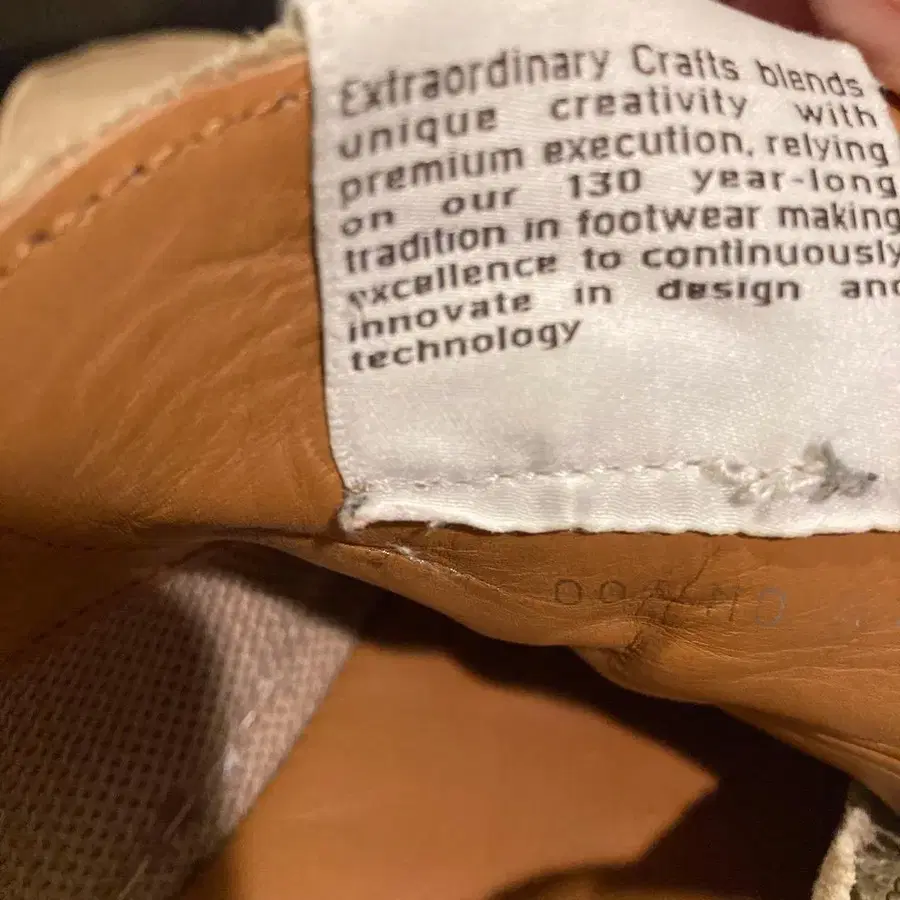 Extraordinary Crafts blends
unique creativity with
premium execution, relying
on our 130 year-long
tradition in footwear making
excellence to continuously
innovate in design and
technology